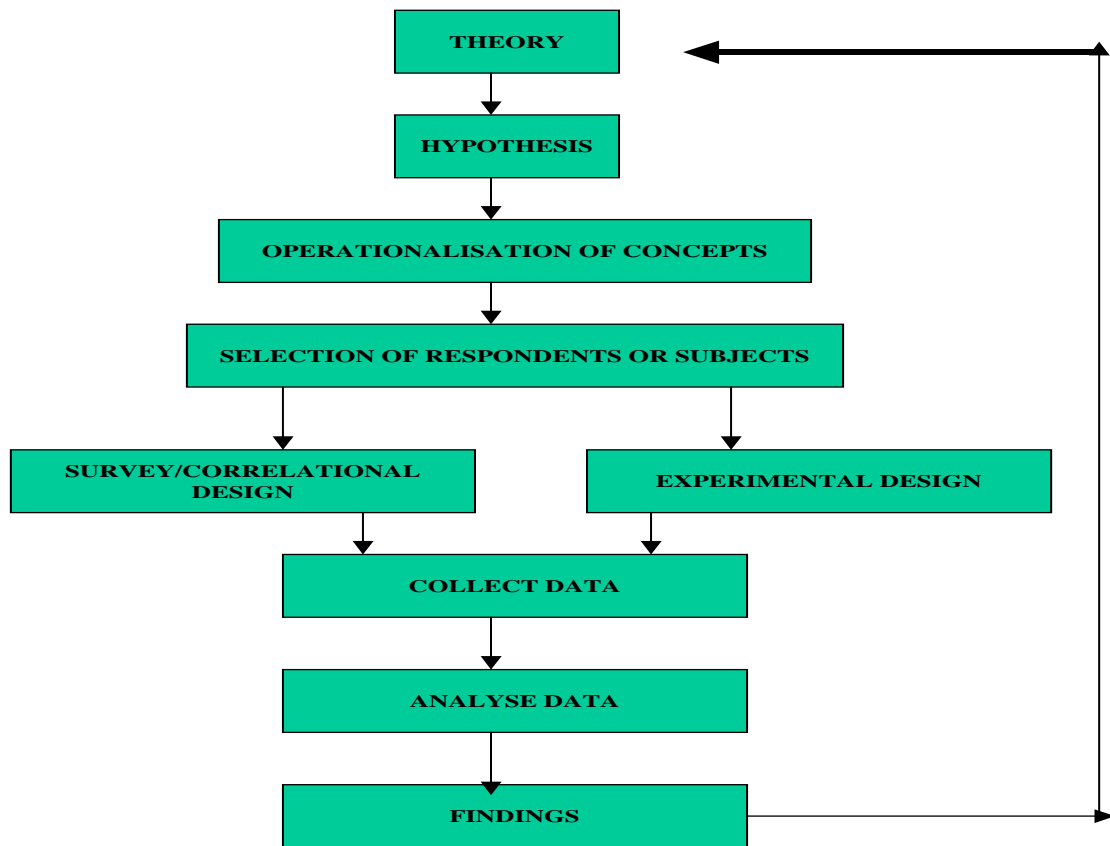 THEORY
HYPOTHESIS
OPERATIONALISATION OF CONCEPTS
SELECTION OF RESPONDENTS OR SUBJECTS
SURVEY/CORRELATIONAL
DESIGN
EXPERIMENTAL DESIGN
COLLECT DATA
ANALYSE DATA
FINDINGS